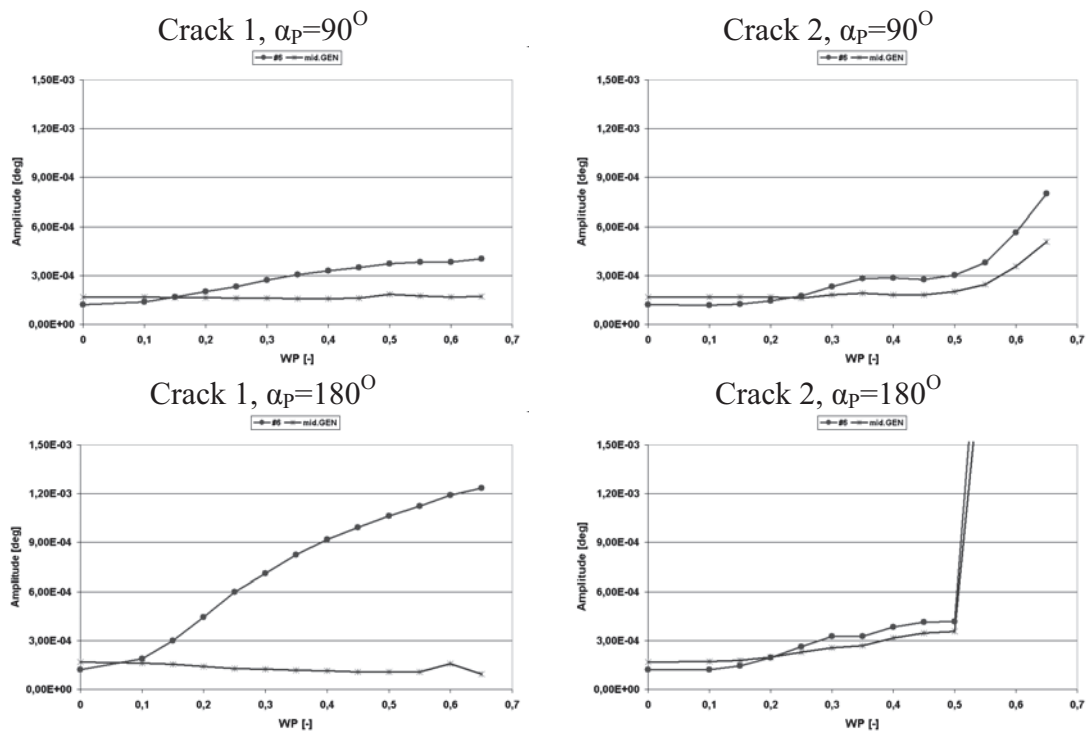 Crack 1, αP=90O
#5 mid.GEN
1,50E-03
1,20E-03
9,00E-04
6,00E-04
3,00E-04
0,00E+00
Amplitude [deg]
0 0,1 0,2 0,3 0,4 0,5 0,6 0,7
WP [-]
Crack 2, αP=90O
#5 mid.GEN
1,50E-03
1,20E-03
9,00E-04
6,00E-04
3,00E-04
0,00E+00
Amplitude [deg]
0 0,1 0,2 0,3 0,4 0,5 0,6 0,7
WP [-]
Crack 1, αP=180O
#5 mid.GEN
1,50E-03
1,20E-03
9,00E-04
6,00E-04
3,00E-04
0,00E+00
Amplitude [deg]
0 0,1 0,2 0,3 0,4 0,5 0,6 0,7
WP [-]
Crack 2, αP=180O
#5 mid.GEN
1,50E-03
1,20E-03
9,00E-04
6,00E-04
3,00E-04
0,00E+00
Amplitude [deg]
0 0,1 0,2 0,3 0,4 0,5 0,6 0,7
WP [-]